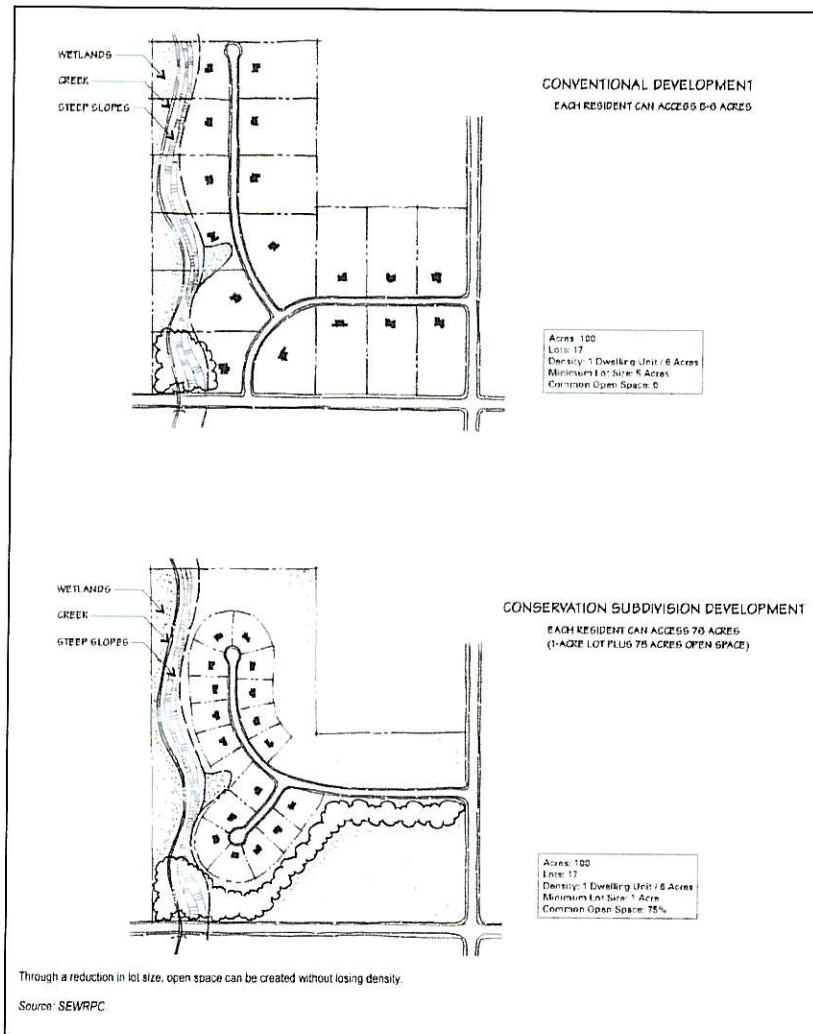 WETLANDS
CREEK
STEEP SLOPES
CONVENTIONAL DEVELOPMENT
EACH RESIDENT CAN ACCESS 5-6 ACRES
Acres: 100
Lots: 17
Density: 1 Dwelling Unit / 6 Acres
Minimum Lot Size: 5 Acres
Common Open Space: 0
WETLANDS
CREEK
STEEP SLOPES
CONSERVATION SUBDIVISION DEVELOPMENT
EACH RESIDENT CAN ACCESS 76 ACRES
(1-ACRE LOT PLUS 75 ACRES OPEN SPACE)
Acres: 100
Lots: 17
Density: 1 Dwelling Unit / 6 Acres
Minimum Lot Size: 1 Acre
Common Open Space: 75%
Through a reduction in lot size, open space can be created without losing density.
Source: SEWRPC.